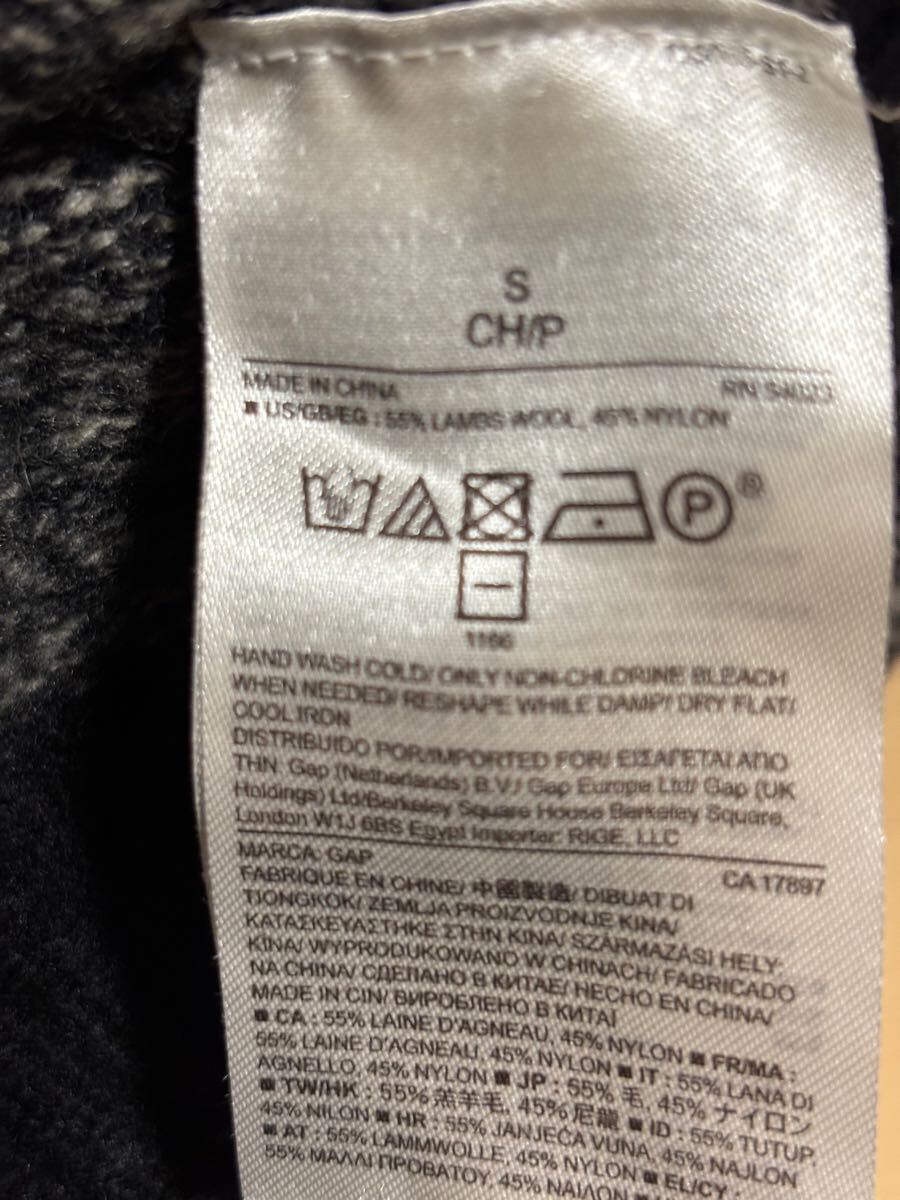 S
CH/P
MADE IN CHINA RN 54023
■ US/GB/EG : 55% LAMBS WOOL, 45% NYLON
P ®
1166
HAND WASH COLD/ ONLY NON-CHLORINE BLEACH
WHEN NEEDED/ RESHAPE WHILE DAMP/ DRY FLAT/
COOL IRON
DISTRIBUIDO POR/IMPORTED FOR/ ΕΙΣΑΓΕΤΑΙ ΑΠΟ
ΤΗΝ: Gap (Netherlands) B.V./ Gap Europe Ltd/ Gap (UK
Holdings) Ltd/Berkeley Square House Berkeley Square,
London W1J 6BS Egypt Importer: RIGE, LLC
MARCA: GAP CA 17897
FABRIQUE EN CHINE/ 中國製造/ DIBUAT DI
TIONGKOK/ ZEMLJA PROIZVODNJE KINA/
ΚΑΤΑΣΚΕΥΑΣΤΗΚΕ ΣΤΗΝ ΚΙΝΑ/ SZÁRMAZÁSI HELY:
KÍNA/ WYPRODUKOWANO W CHINACH/ FABRICADO
NA CHINA/ СДЕЛАНО В КИТАЕ/ HECHO EN CHINA/
MADE IN CIN/ ВИРОБЛЕНО В КИТАІ
■ CA : 55% LAINE D'AGNEAU, 45% NYLON ■ FR/MA :
55% LAINE D'AGNEAU, 45% NYLON ■ IT : 55% LANA DI
AGNELLO, 45% NYLON ■ JP : 55% 毛, 45% ナイロン
■ TW/HK : 55% 羔羊毛, 45% 尼龍 ■ ID : 55% TUTUP,
45% NILON ■ HR : 55% JANJEĆA VUNA, 45% NAJLON
■ AT : 55% LAMMWOLLE, 45% NYLON ■ EL/CY
55% ΜΑΛΛΙ ΠΡΟΒΑΤΟΥ, 45% ΝΑΙΛΟΝ ■